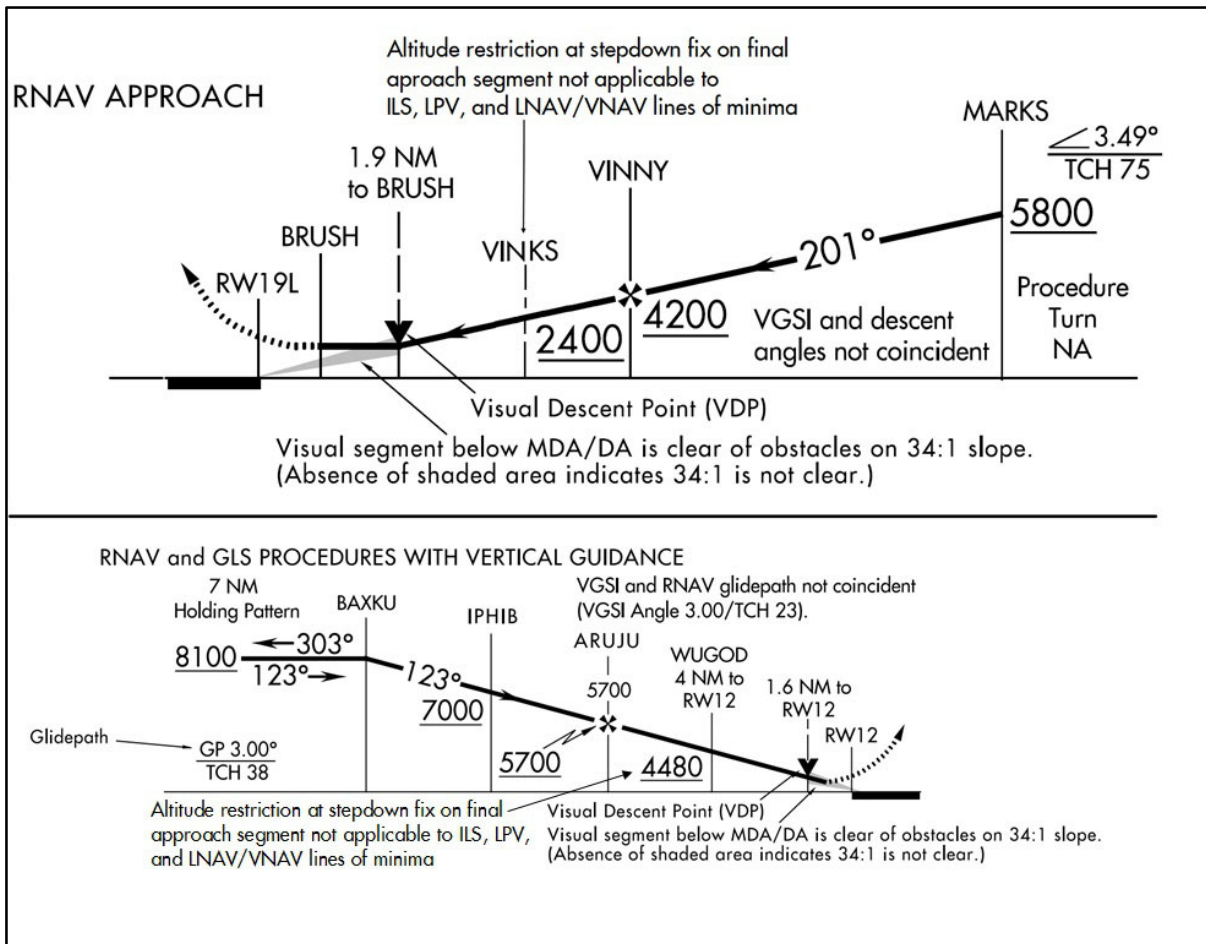 RNAV APPROACH
Altitude restriction at stepdown fix on final
aproach segment not applicable to
ILS, LPV, and LNAV/VNAV lines of minima
MARKS
3.49°
TCH 75
1.9 NM
to BRUSH
VINNY
5800
BRUSH
VINKS
201°
RW19L
2400
4200
VGSI and descent
angles not coincident
Procedure
Turn
NA
Visual Descent Point (VDP)
Visual segment below MDA/DA is clear of obstacles on 34:1 slope.
(Absence of shaded area indicates 34:1 is not clear.)
RNAV and GLS PROCEDURES WITH VERTICAL GUIDANCE
7 NM
Holding Pattern
BAXKU
IPHIB
VGSI and RNAV glidepath not coincident
(VGSI Angle 3.00/TCH 23).
ARUJU
8100
303°
123°
123°
7000
5700
WUGOD
4 NM to
RW12
1.6 NM to
RW12
RW12
Glidepath
GP 3.00°
TCH 38
5700
4480
Altitude restriction at stepdown fix on final
approach segment not applicable to ILS, LPV,
and LNAV/VNAV lines of minima
Visual Descent Point (VDP)
Visual segment below MDA/DA is clear of obstacles on 34:1 slope.
(Absence of shaded area indicates 34:1 is not clear.)